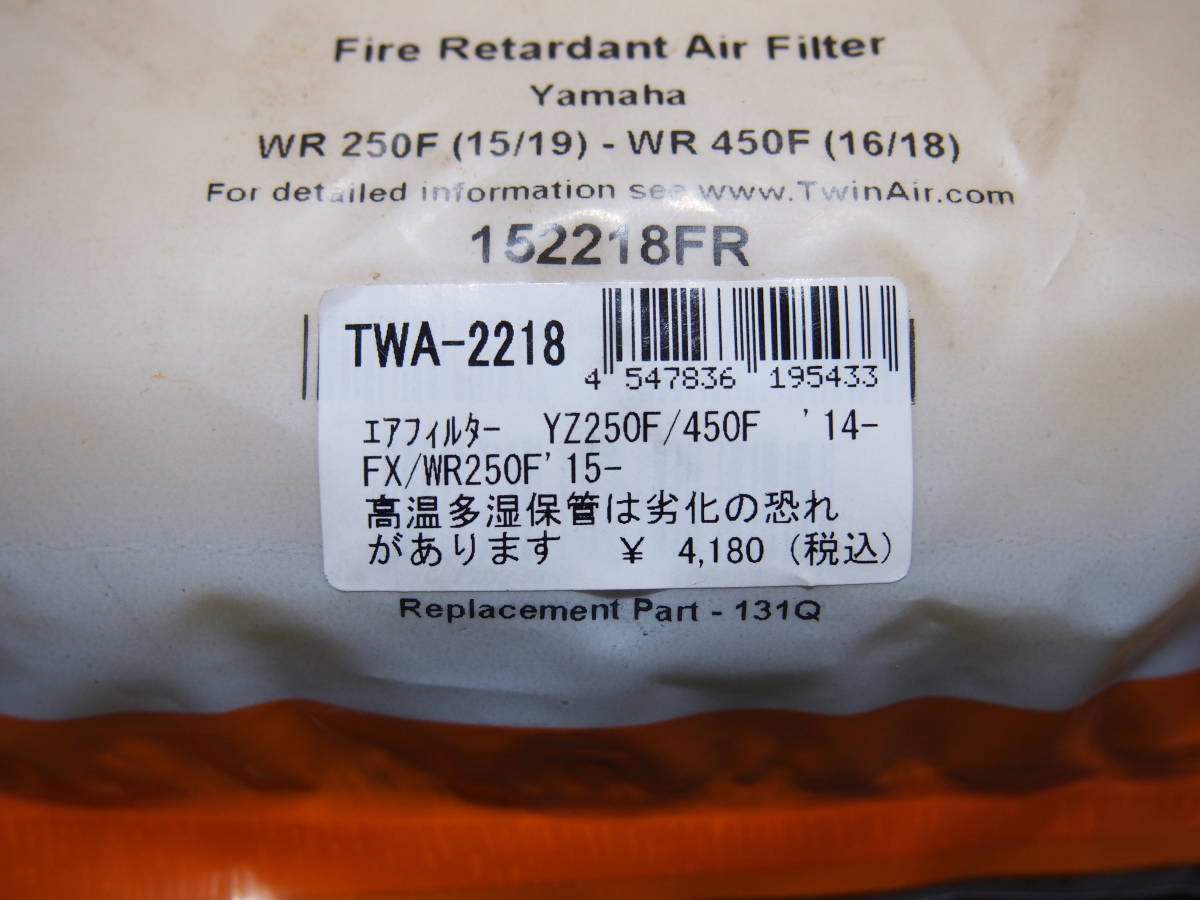 Fire Retardant Air Filter
Yamaha
WR 250F (15/19) - WR 450F (16/18)
For detailed information see www.TwinAir.com
152218FR
TWA-2218
4 547836 195433
ｴｱﾌｨﾙﾀｰ YZ250F/450F '14-
FX/WR250F'15-
高温多湿保管は劣化の恐れ
があります ￥ 4,180 (税込)
Replacement Part - 131Q